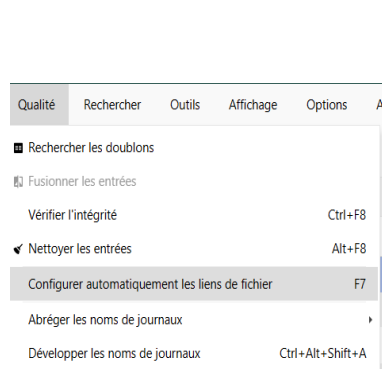 Qualité Rechercher Outils Affichage Options
Rechercher les doublons
Fusionner les entrées
Vérifier l'intégrité Ctrl+F8
Nettoyer les entrées Alt+F8
Configurer automatiquement les liens de fichier F7
Abréger les noms de journaux
Développer les noms de journaux Ctrl+Alt+Shift+A